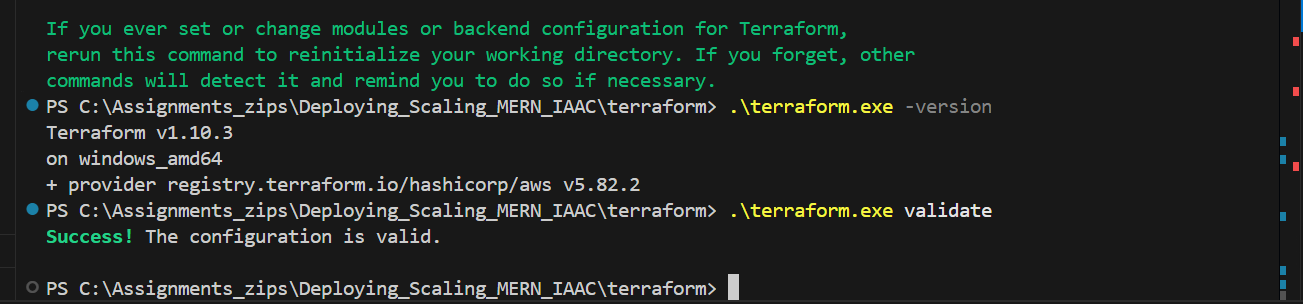 If you ever set or change modules or backend configuration for Terraform,
rerun this command to reinitialize your working directory. If you forget, other
commands will detect it and remind you to do so if necessary.
PS C:\Assignments_zips\Deploying_Scaling_MERN_IAAC\terraform> .\terraform.exe -version
Terraform v1.10.3
on windows_amd64
+ provider registry.terraform.io/hashicorp/aws v5.82.2
PS C:\Assignments_zips\Deploying_Scaling_MERN_IAAC\terraform> .\terraform.exe validate
Success! The configuration is valid.
PS C:\Assignments_zips\Deploying_Scaling_MERN_IAAC\terraform>